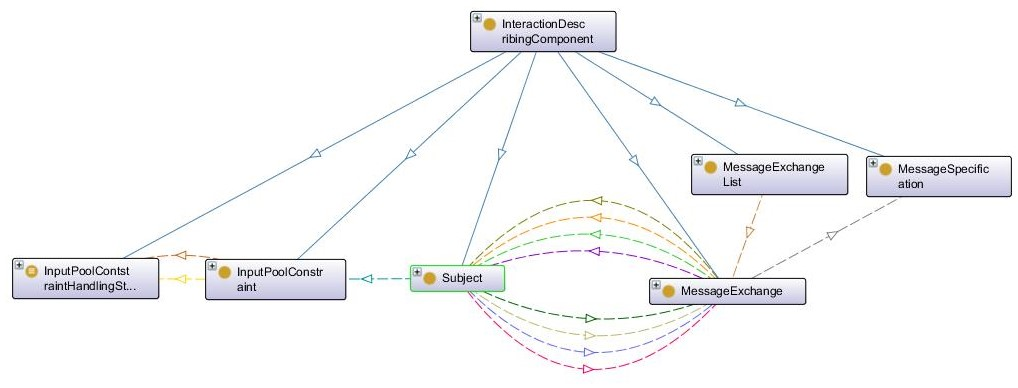 InteractionDesc
ribingComponent
MessageExchange
List
MessageSpecific
ation
InputPoolContst
raintHandlingSt...
InputPoolConstr
aint
Subject
MessageExchange